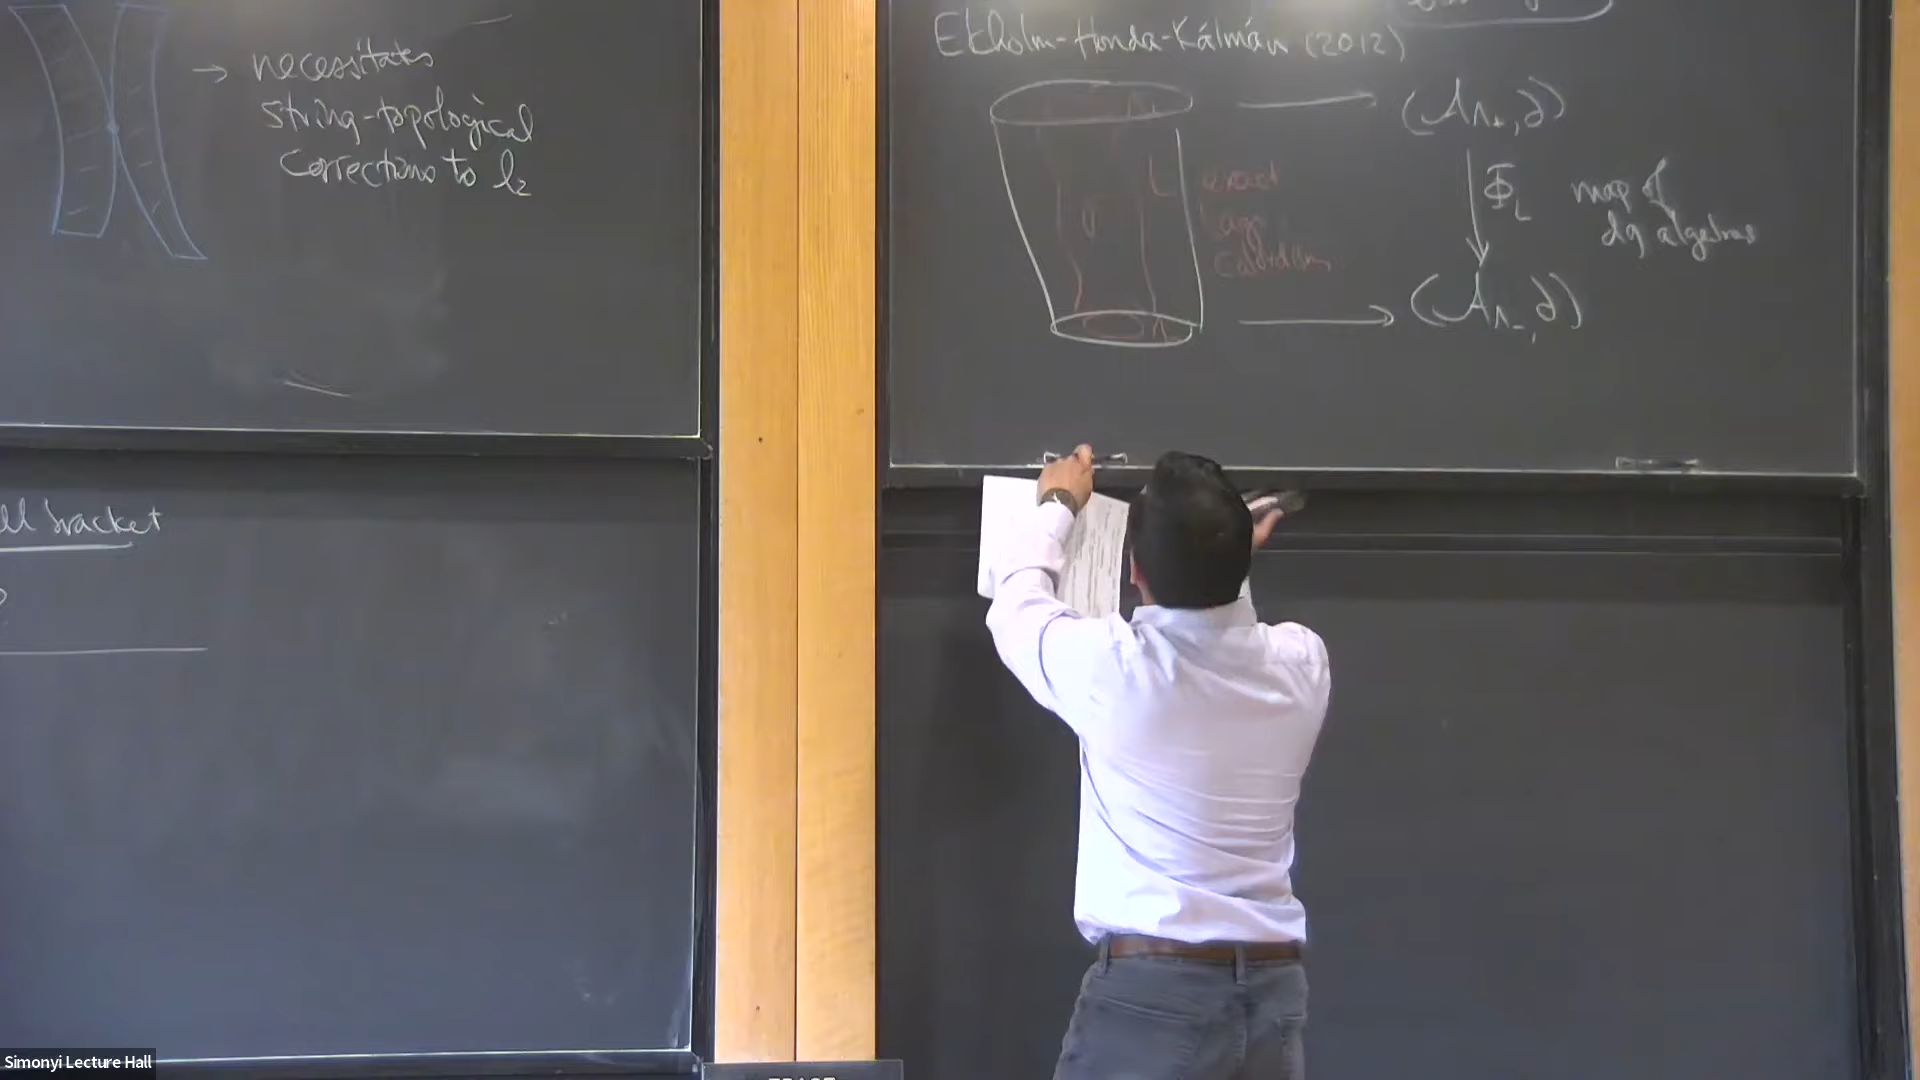 → necessitates
string-topological
corrections to l₂
ll bracket
Ekholm-Honda-Kálmán (2012)
(A_{Λ+}, ∂)
L exact
Lagr
cobordism
Φ_L
map of
dg algebras
(A_{Λ-}, ∂)
Simonyi Lecture Hall